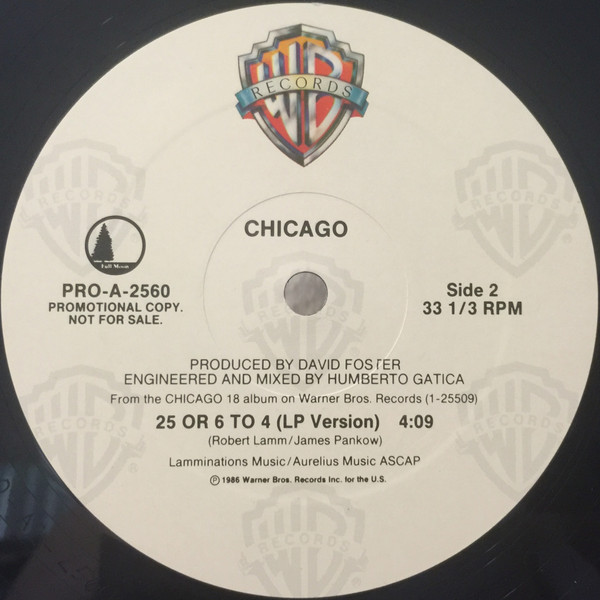 WB
RECORDS
CHICAGO
Full Moon
PRO-A-2560
PROMOTIONAL COPY.
NOT FOR SALE.
Side 2
33 1/3 RPM
PRODUCED BY DAVID FOSTER
ENGINEERED AND MIXED BY HUMBERTO GATICA
From the CHICAGO 18 album on Warner Bros. Records (1-25509)
25 OR 6 TO 4 (LP Version) 4:09
(Robert Lamm/James Pankow)
Lamminations Music/Aurelius Music ASCAP
℗ 1986 Warner Bros. Records Inc. for the U.S.